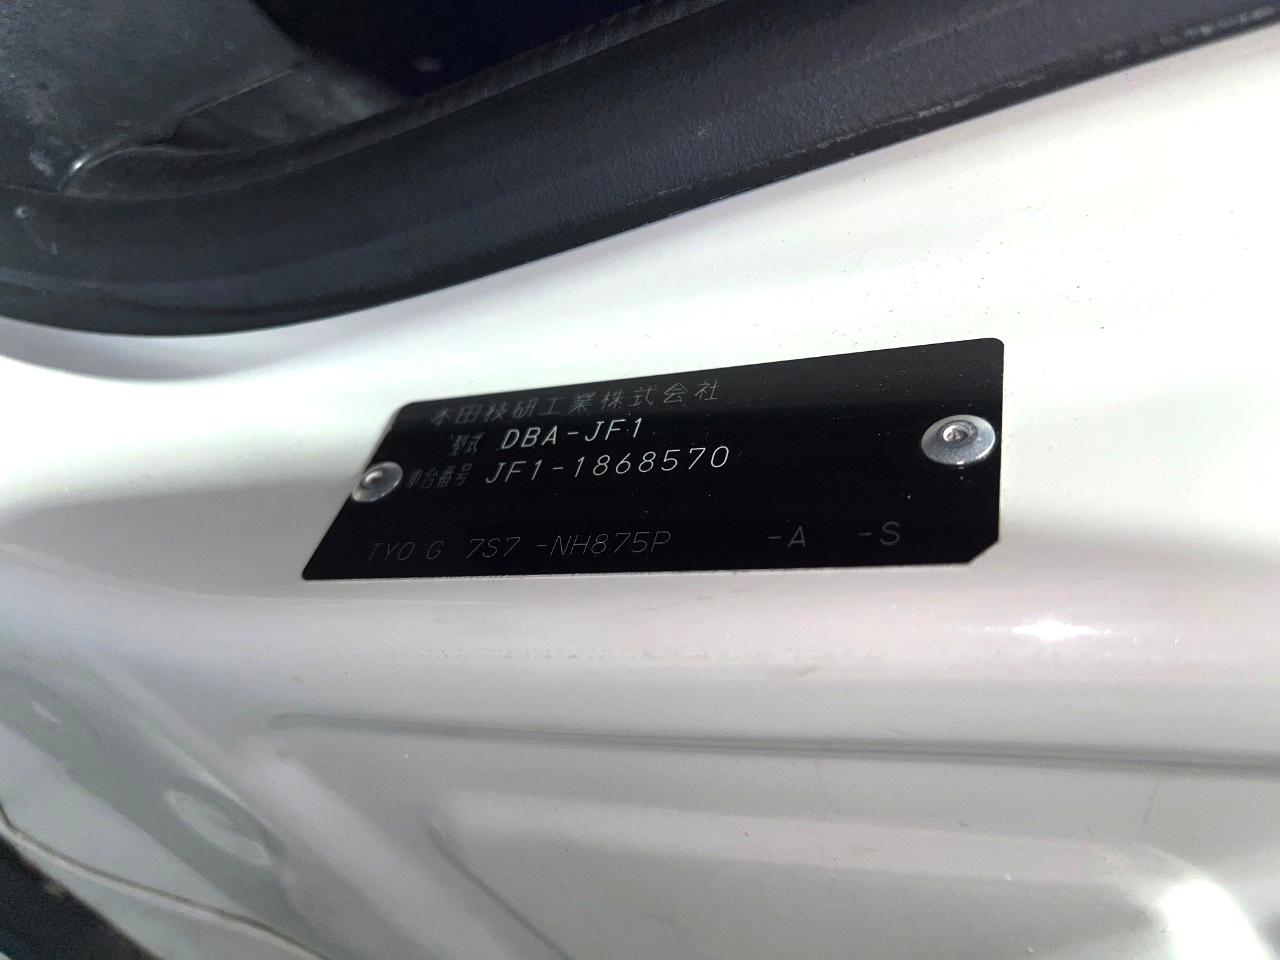 本田技研工業株式会社
型式 DBA-JF1
車台番号 JF1-1868570
TYO G 7S7 -NH875P -A -S